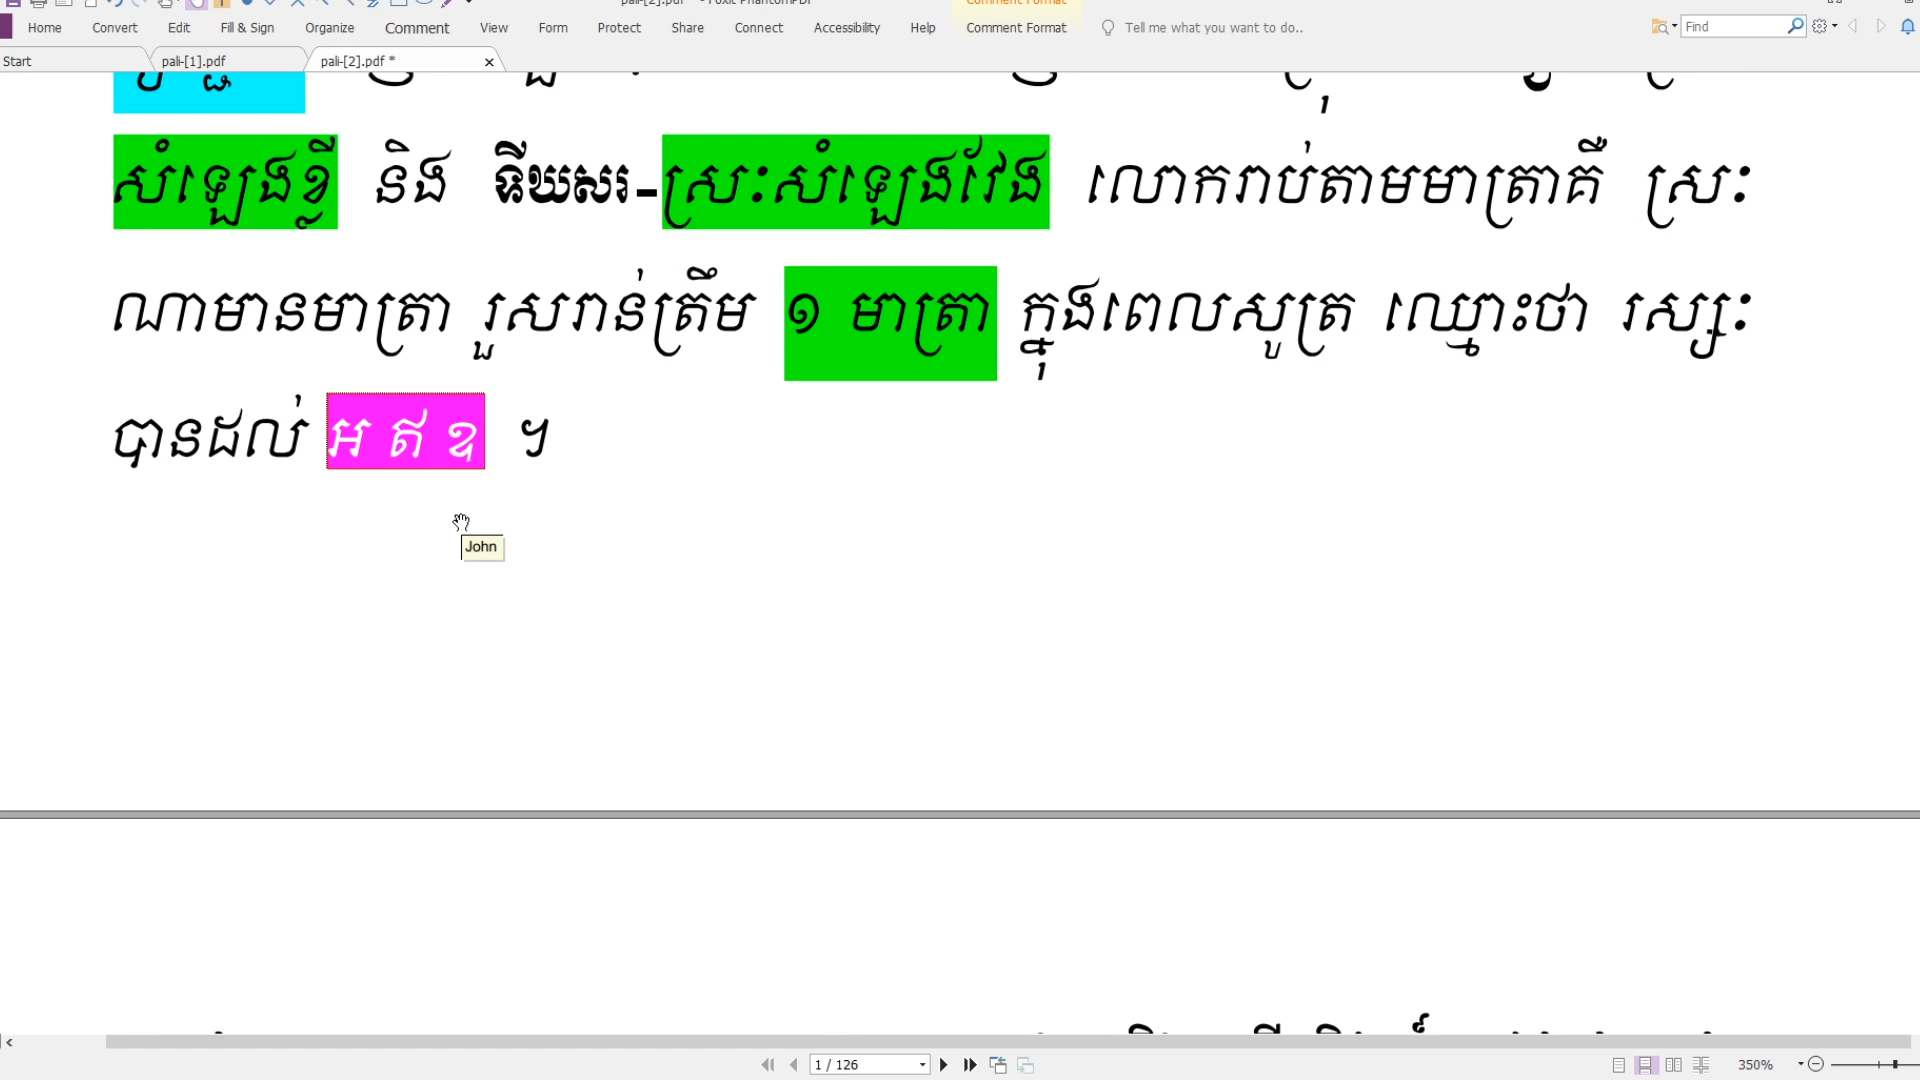 Home Convert Edit Fill & Sign Organize Comment View Form Protect Share Connect Accessibility Help Comment Format Tell me what you want to do.. Find
Start pali-[1].pdf pali-[2].pdf *
សំឡេងខ្លី និង ទីឃសរ-ស្រៈសំឡេងវែង លោករាប់តាមមាត្រាគឺ ស្រៈ
ណាមានមាត្រា រួសរាន់ត្រឹម ១ មាត្រា ក្នុងពេលសូត្រ ឈ្មោះថា រស្សៈ
បានដល់ អ ឥ ឧ ។
John
1 / 126 350%